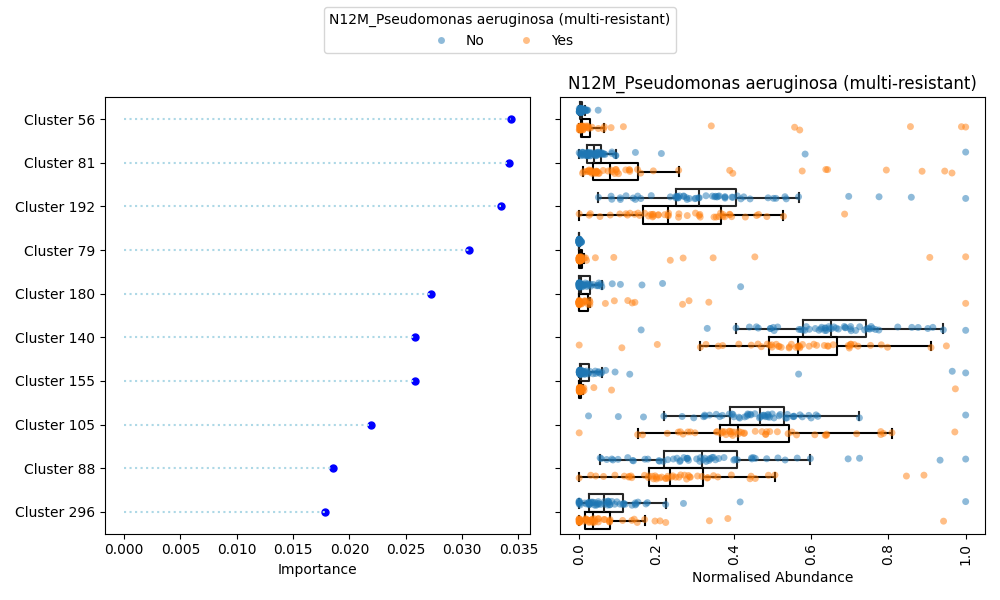 N12M_Pseudomonas aeruginosa (multi-resistant)
No Yes
N12M_Pseudomonas aeruginosa (multi-resistant)
Cluster 56
Cluster 81
Cluster 192
Cluster 79
Cluster 180
Cluster 140
Cluster 155
Cluster 105
Cluster 88
Cluster 296
0.000 0.005 0.010 0.015 0.020 0.025 0.030 0.035
Importance
0.0 0.2 0.4 0.6 0.8 1.0
Normalised Abundance